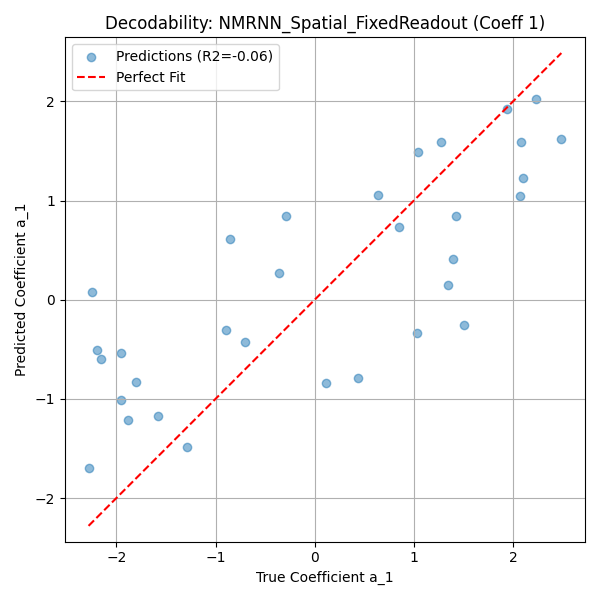 Decodability: NMRNN_Spatial_FixedReadout (Coeff 1)
Predictions (R2=-0.06)
Perfect Fit
2
1
0
−1
−2
Predicted Coefficient a_1
−2
−1
0
1
2
True Coefficient a_1